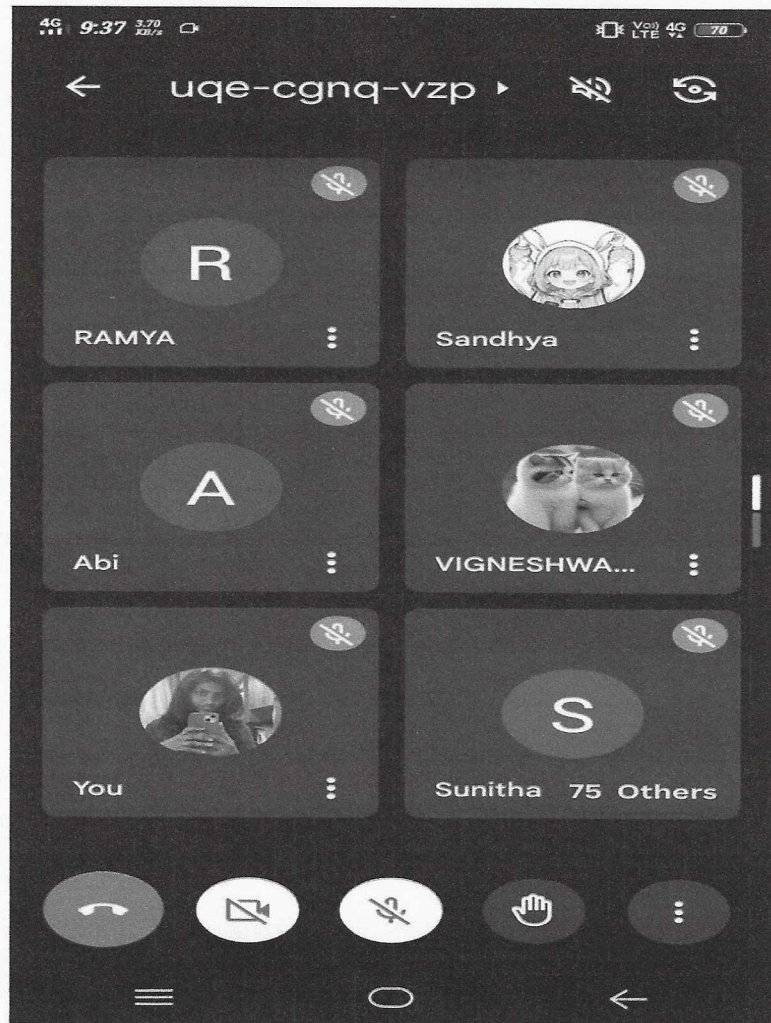 4G 9:37 3.70 KB/s Vo) LTE 4G 70
uqe-cgnq-vzp
R
RAMYA
Sandhya
A
Abi
VIGNESHWA...
You
S
Sunitha 75 Others